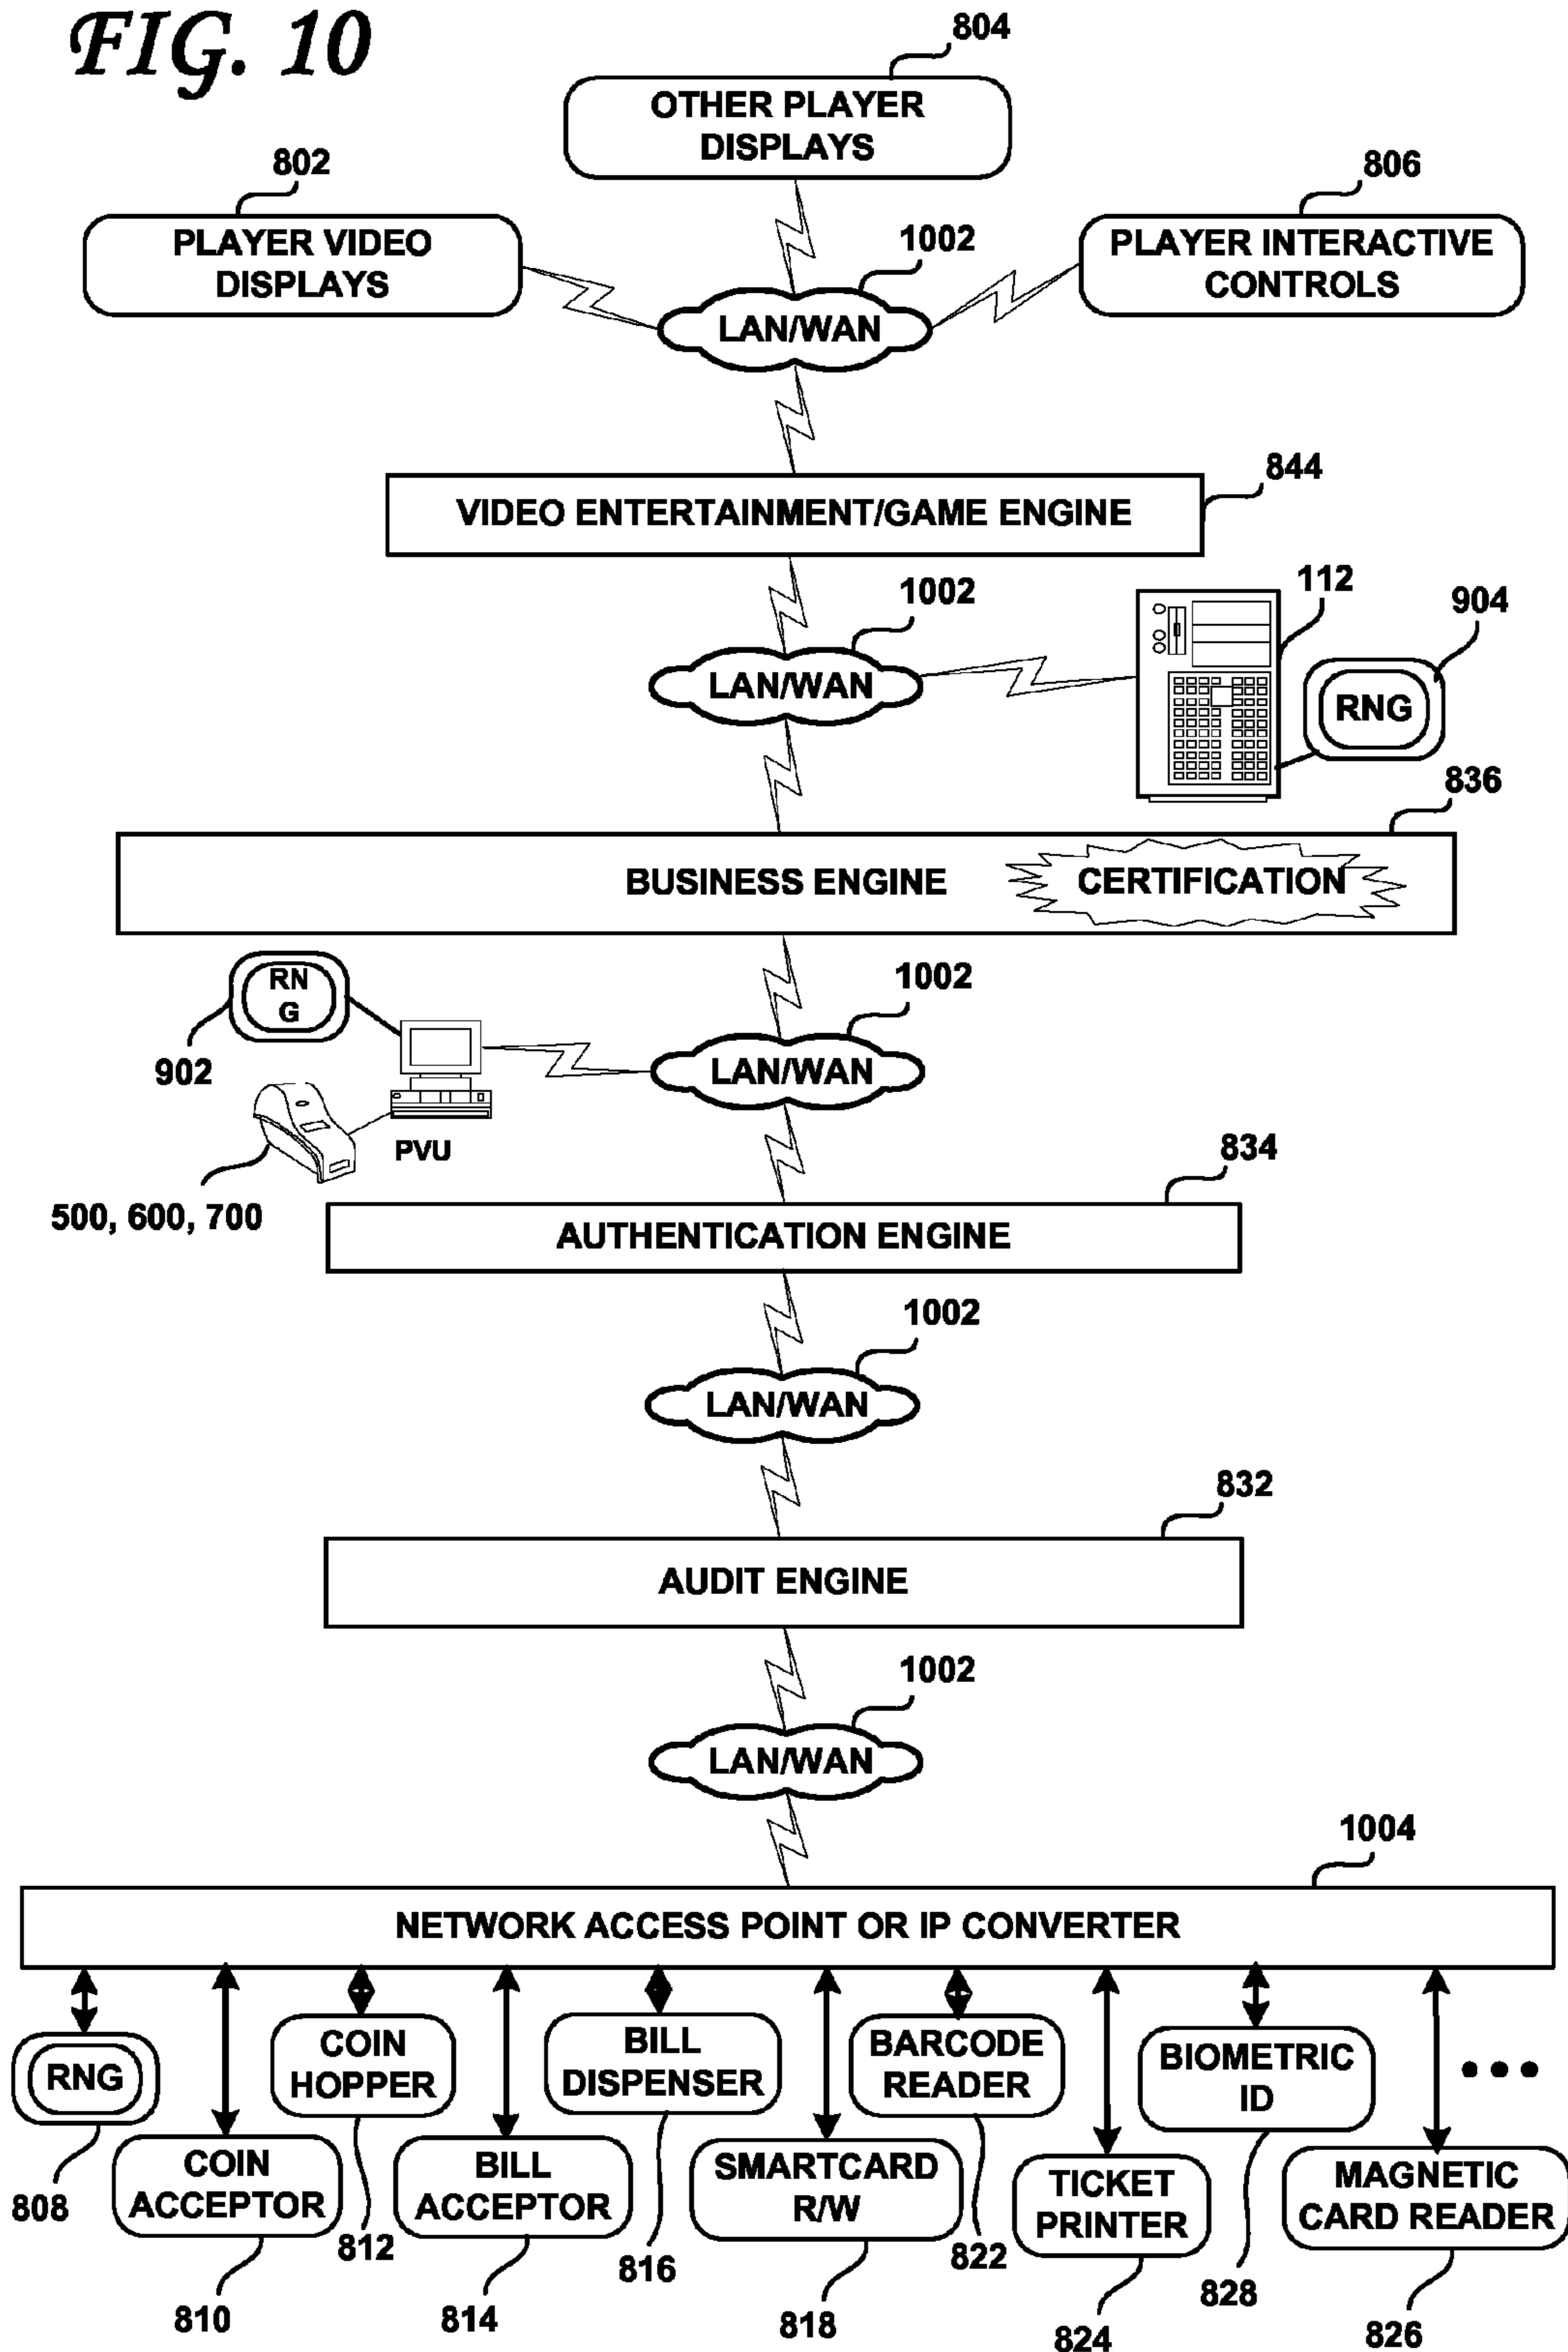 FIG. 10
804
OTHER PLAYER
DISPLAYS
802
806
PLAYER VIDEO
DISPLAYS
1002
PLAYER INTERACTIVE
CONTROLS
LAN/WAN
844
VIDEO ENTERTAINMENT/GAME ENGINE
1002
112
904
LAN/WAN
RNG
836
BUSINESS ENGINE
CERTIFICATION
RN
G
1002
902
LAN/WAN
PVU
500, 600, 700
834
AUTHENTICATION ENGINE
1002
LAN/WAN
832
AUDIT ENGINE
1002
LAN/WAN
1004
NETWORK ACCESS POINT OR IP CONVERTER
RNG
COIN
HOPPER
BILL
DISPENSER
BARCODE
READER
BIOMETRIC
ID
•••
COIN
ACCEPTOR
BILL
ACCEPTOR
SMARTCARD
R/W
TICKET
PRINTER
MAGNETIC
CARD READER
808
812
816
822
828
810
814
818
824
826